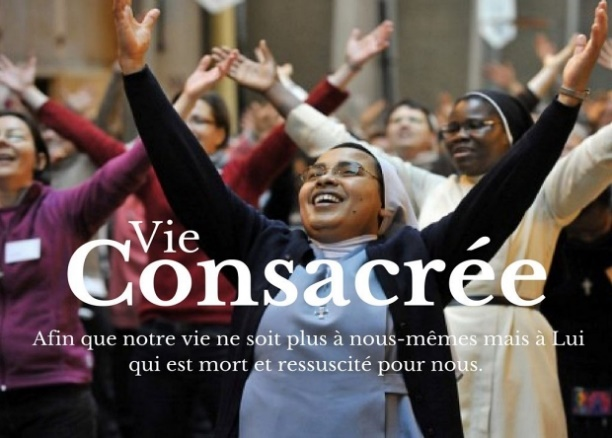 Vie
Consacrée
Afin que notre vie ne soit plus à nous-mêmes mais à Lui
qui est mort et ressuscité pour nous.